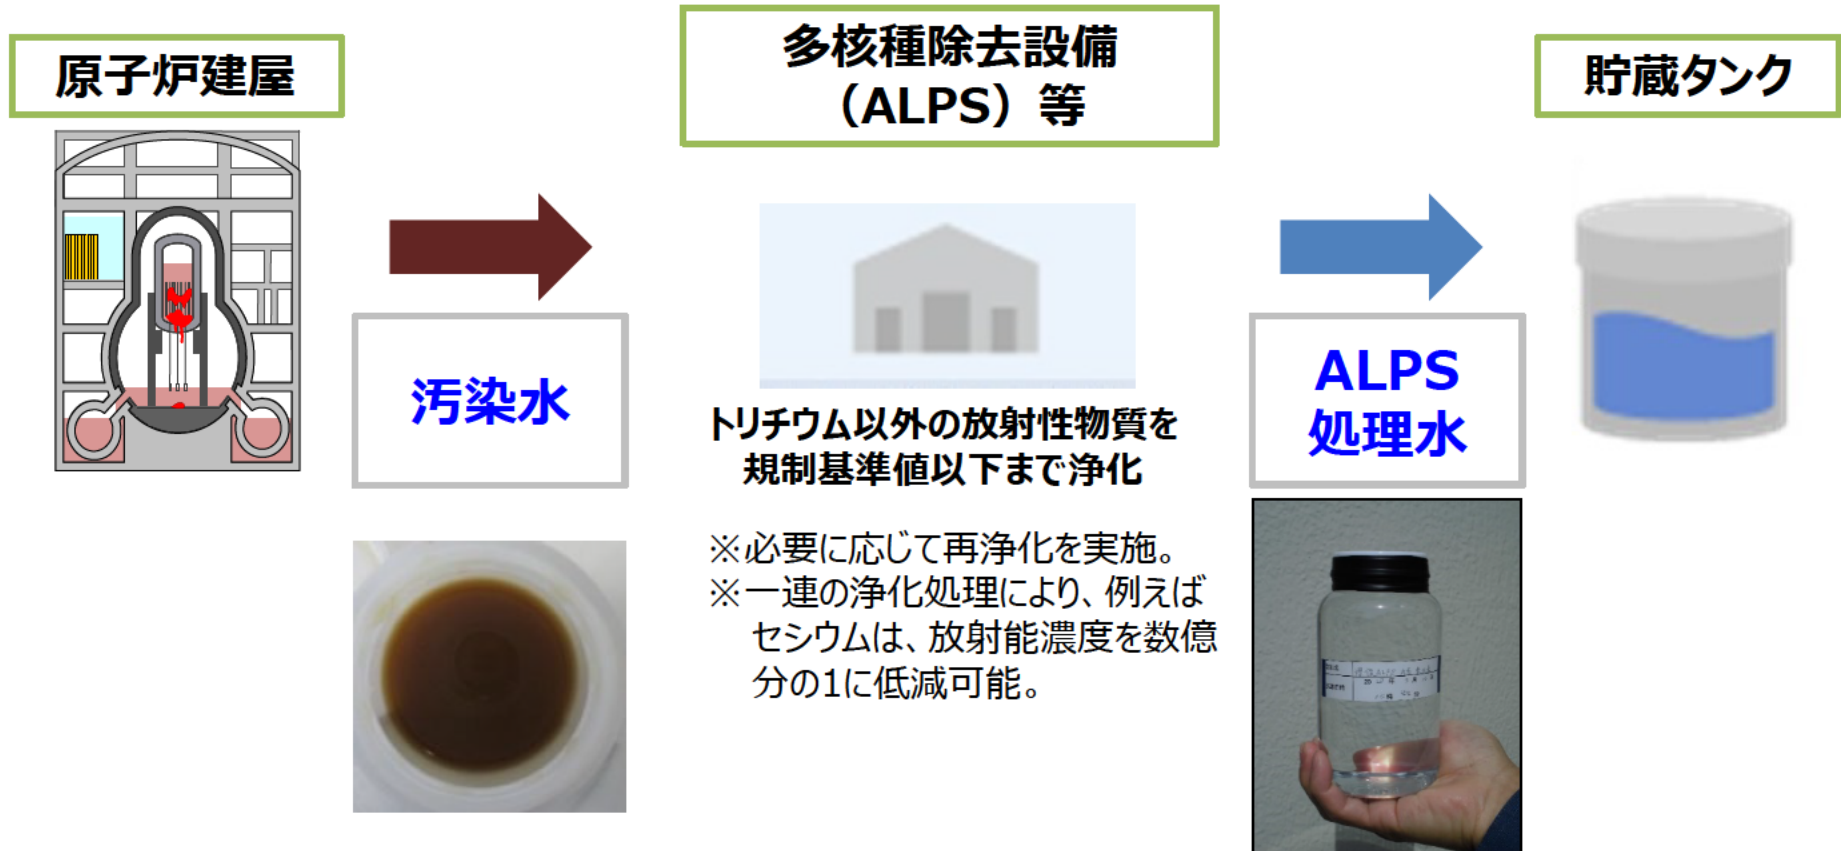 原子炉建屋
多核種除去設備
（ALPS）等
貯蔵タンク
汚染水
トリチウム以外の放射性物質を
規制基準値以下まで浄化
※必要に応じて再浄化を実施。
※一連の浄化処理により、例えば
セシウムは、放射能濃度を数億
分の1に低減可能。
ALPS
処理水